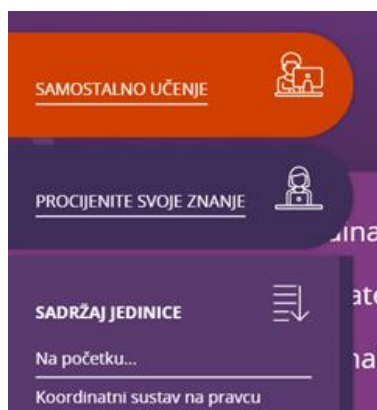 SAMOSTALNO UČENJE
PROCIJENITE SVOJE ZNANJE
SADRŽAJ JEDINICE
Na početku...
Koordinatni sustav na pravcu